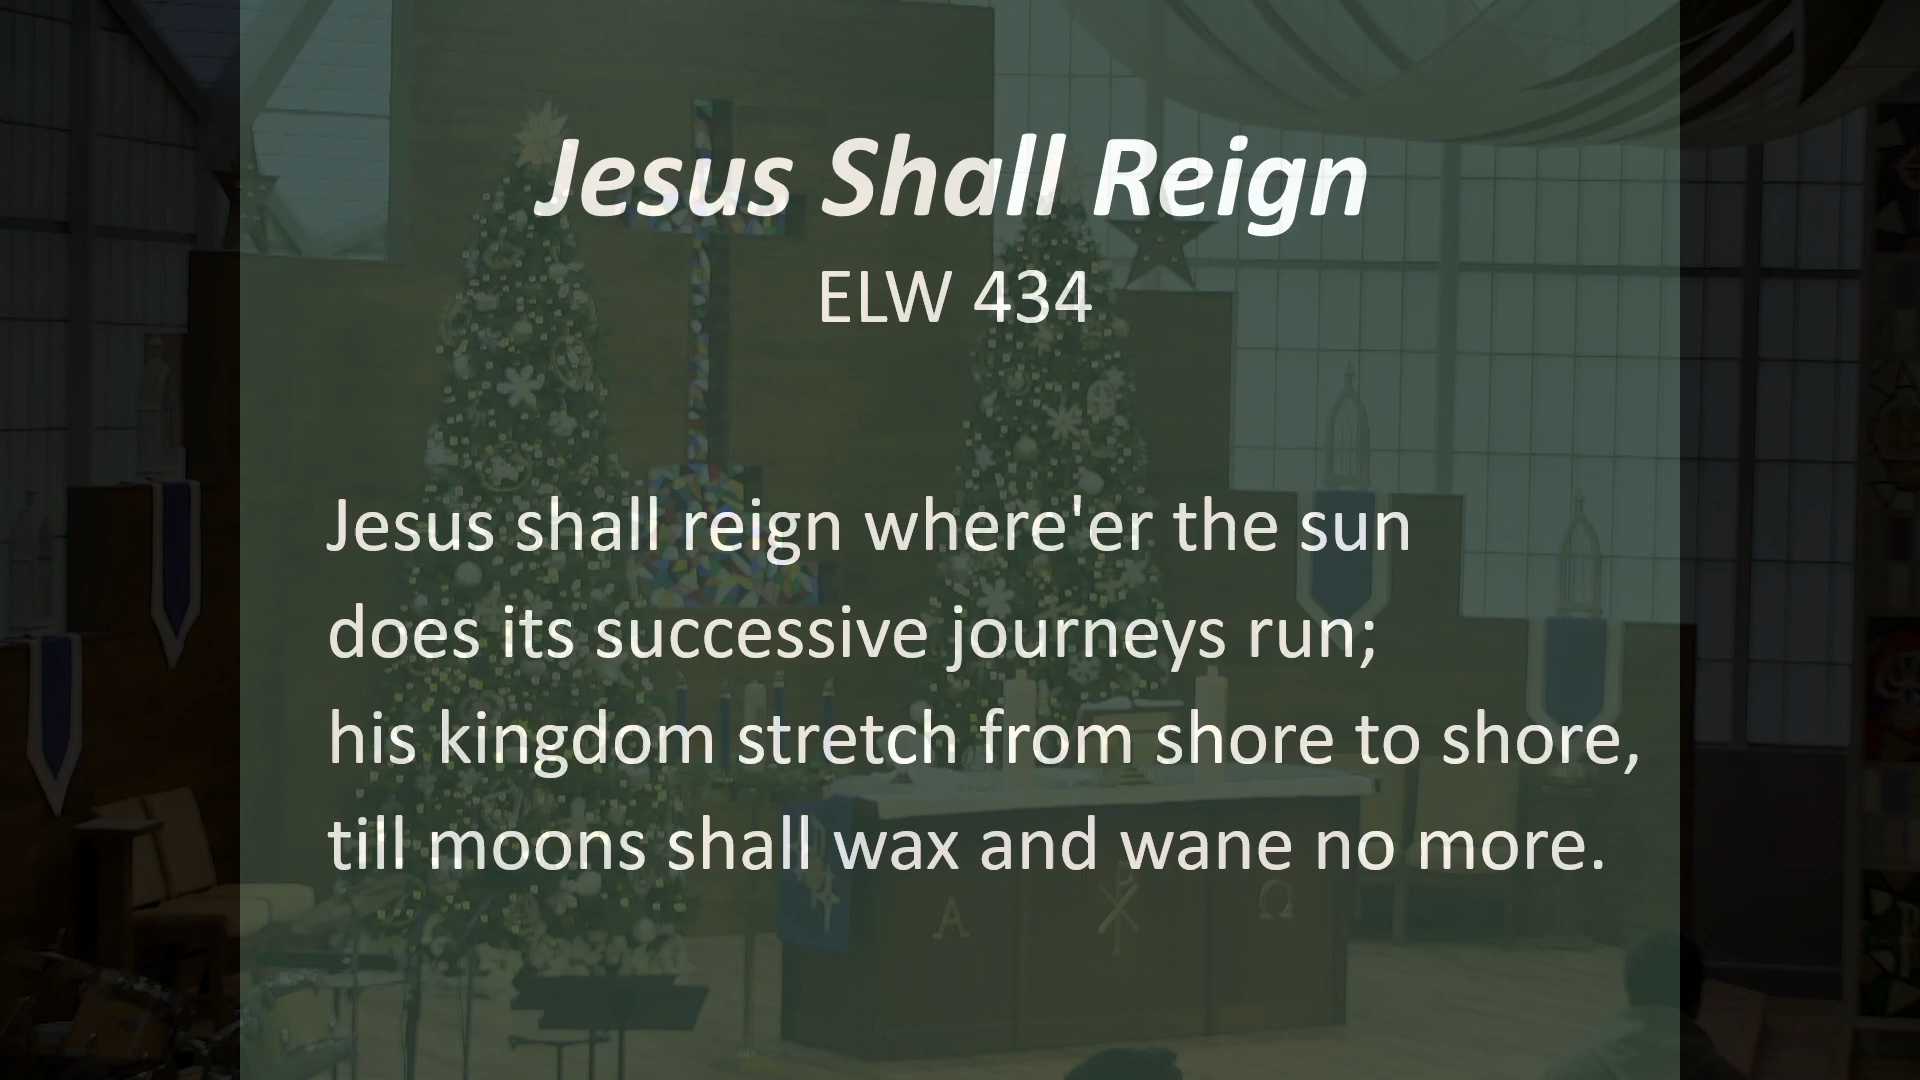 Jesus Shall Reign
ELW 434
Jesus shall reign where'er the sun
does its successive journeys run;
his kingdom stretch from shore to shore,
till moons shall wax and wane no more.
Α ☧ Ω